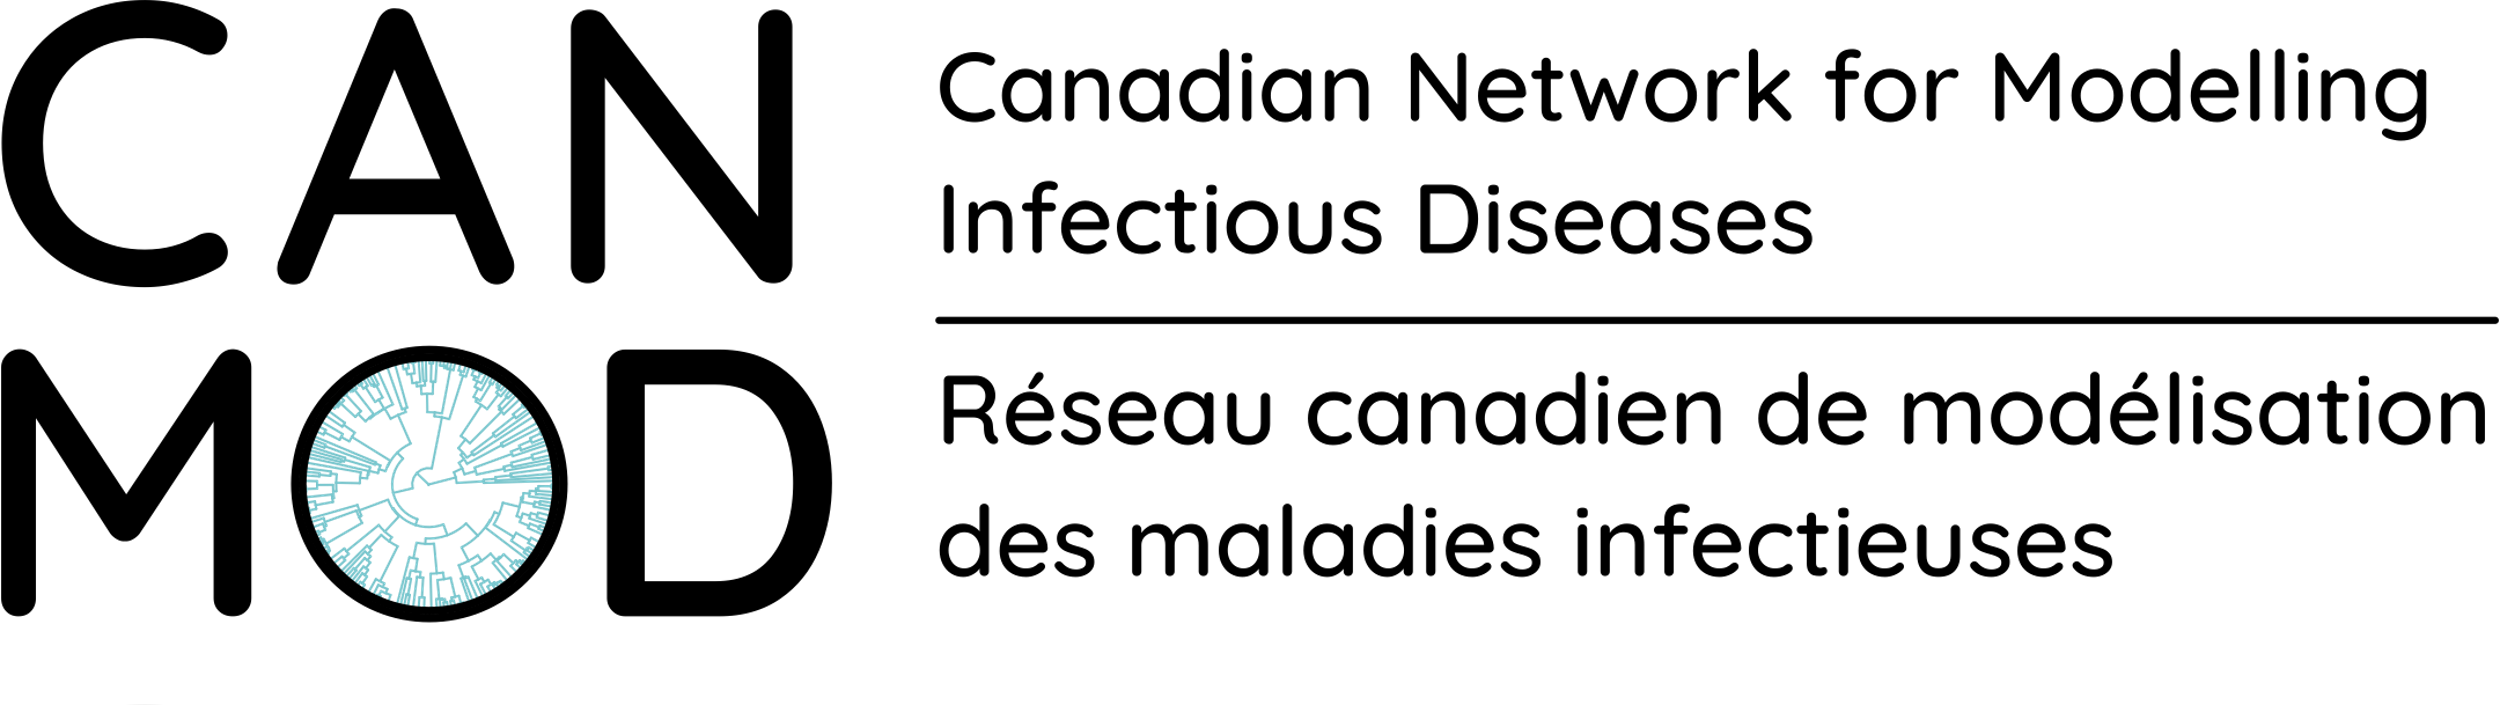 CAN
MOD
Canadian Network for Modelling
Infectious Diseases
Réseau canadien de modélisation
des maladies infectieuses